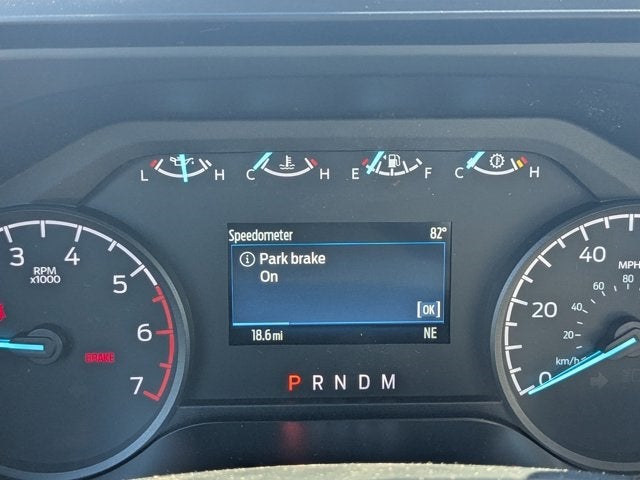 L H C H E F C H
Speedometer 82°
Park brake
On
[OK]
18.6 mi NE
P R N D M
3 4 5 6 7
RPM
x1000
BRAKE
0 20 40
MPH
20 40 60 80
km/h